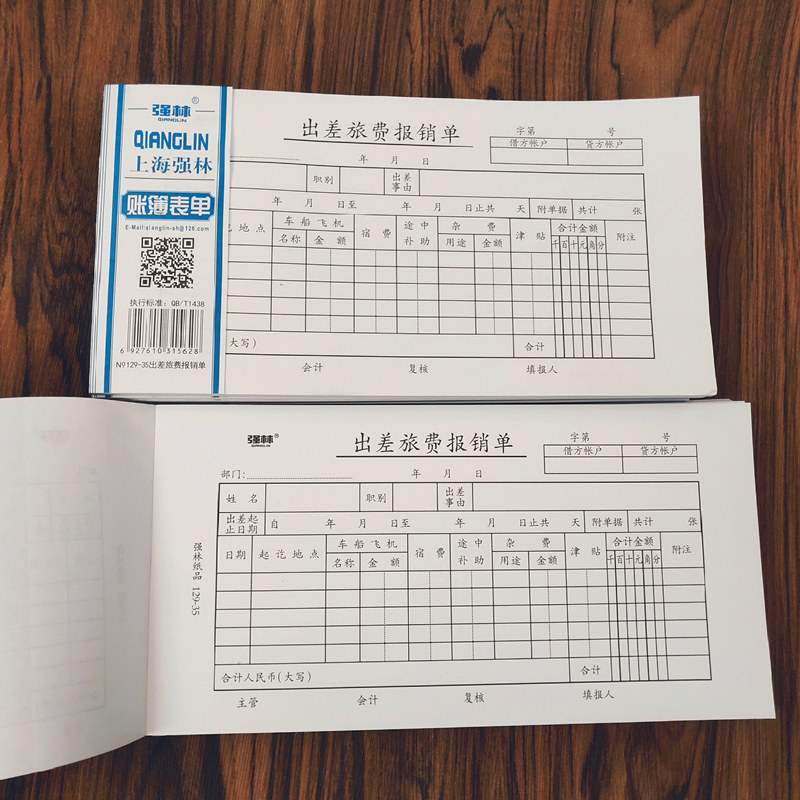 强林®
QIANGLIN
QIANGLIN
上海强林
账簿表单
E-Mail:qianglin-sh@126.com
执行标准: QB/T1438
6 927610 315628
N9129-35出差旅费报销单
出差旅费报销单
字第 号
借方帐户 贷方帐户
年 月 日
职别 出差事由
年 月 日至 年 月 日止共 天 附单据 共计 张
地 点 车 船 飞 机 宿 费 途中补助 杂 费 津 贴 合计金额 附注
名称 金 额 用途 金额 千 百 十 元 角 分
大写) 合计
会计 复核 填报人
强林®
QIANGLIN
出差旅费报销单
字第 号
借方帐户 贷方帐户
部门: 年 月 日
姓 名 职别 出差事由
出差起止日期 自 年 月 日至 年 月 日止共 天 附单据 共计 张
日期 起 讫 地 点 车 船 飞 机 宿 费 途中补助 杂 费 津 贴 合计金额 附注
名称 金 额 用途 金额 千 百 十 元 角 分
合计人民币(大写) 合计
主管 会计 复核 填报人
强林纸品 129-35